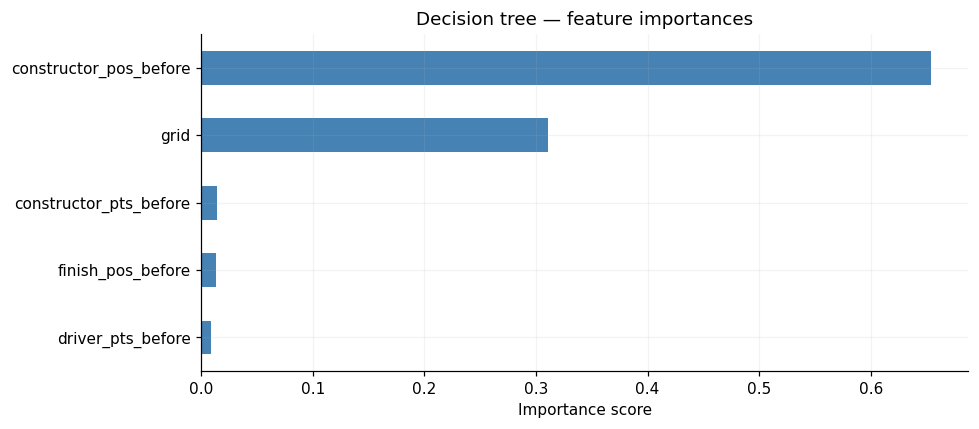 Decision tree — feature importances
constructor_pos_before
grid
constructor_pts_before
finish_pos_before
driver_pts_before
0.0 0.1 0.2 0.3 0.4 0.5 0.6
Importance score